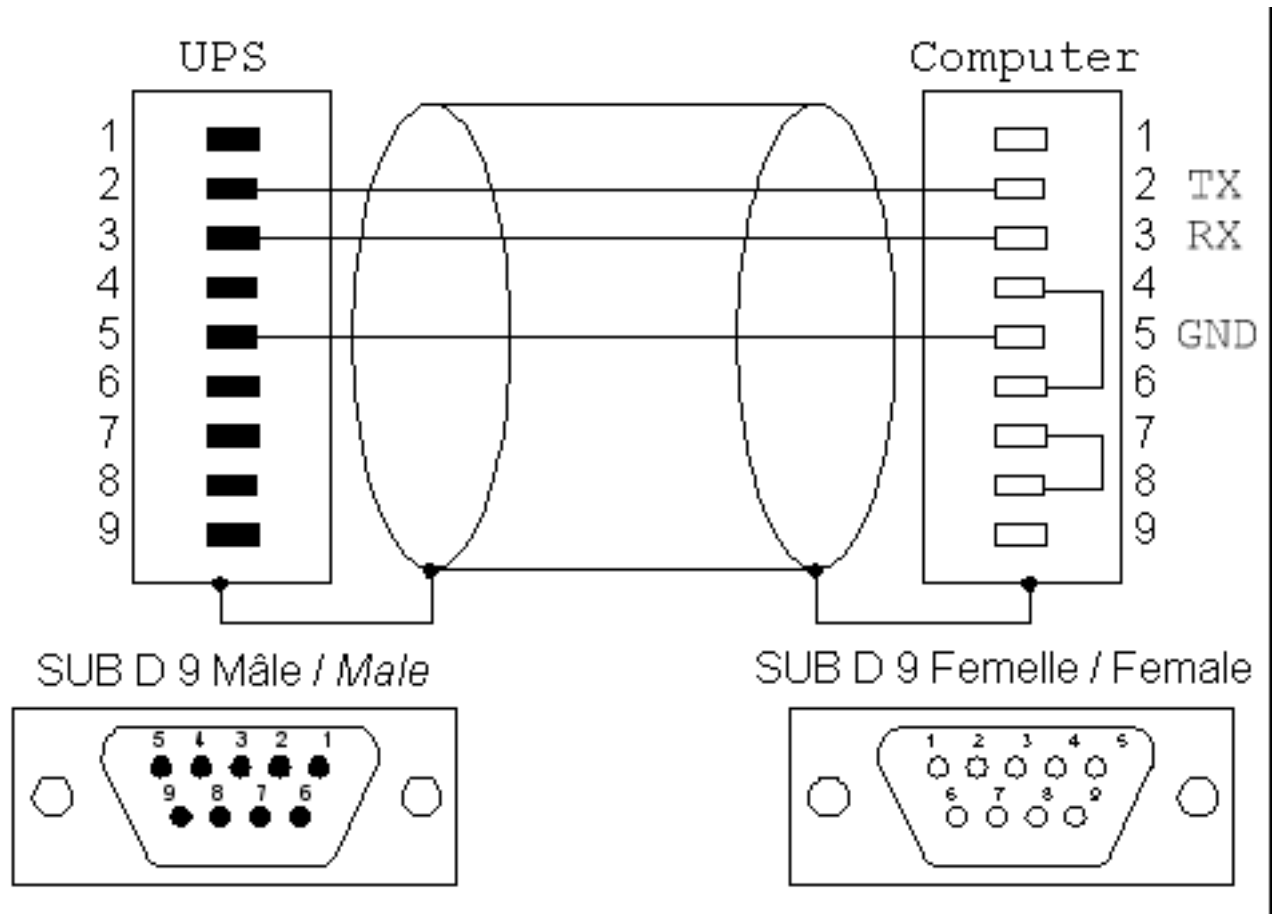 UPS Computer
1 1
2 2 TX
3 3 RX
4 4
5 5 GND
6 6
7 7
8 8
9 9
SUB D 9 Mâle / Male SUB D 9 Femelle / Female
5 4 3 2 1 1 2 3 4 5
9 8 7 6 6 7 8 9